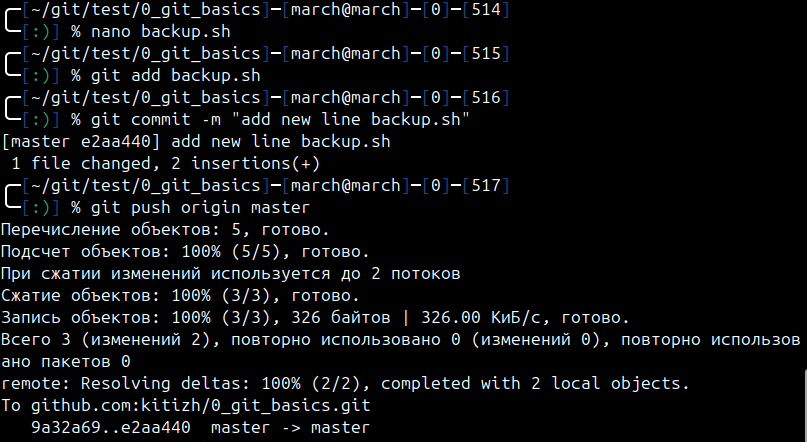 [~/git/test/0_git_basics]─[march@march]─[0]─[514]
[:)] % nano backup.sh
[~/git/test/0_git_basics]─[march@march]─[0]─[515]
[:)] % git add backup.sh
[~/git/test/0_git_basics]─[march@march]─[0]─[516]
[:)] % git commit -m "add new line backup.sh"
[master e2aa440] add new line backup.sh
1 file changed, 2 insertions(+)
[~/git/test/0_git_basics]─[march@march]─[0]─[517]
[:)] % git push origin master
Перечисление объектов: 5, готово.
Подсчет объектов: 100% (5/5), готово.
При сжатии изменений используется до 2 потоков
Сжатие объектов: 100% (3/3), готово.
Запись объектов: 100% (3/3), 326 байтов | 326.00 КиБ/с, готово.
Всего 3 (изменений 2), повторно использовано 0 (изменений 0), повторно использов
ано пакетов 0
remote: Resolving deltas: 100% (2/2), completed with 2 local objects.
To github.com:kitizh/0_git_basics.git
9a32a69..e2aa440  master -> master